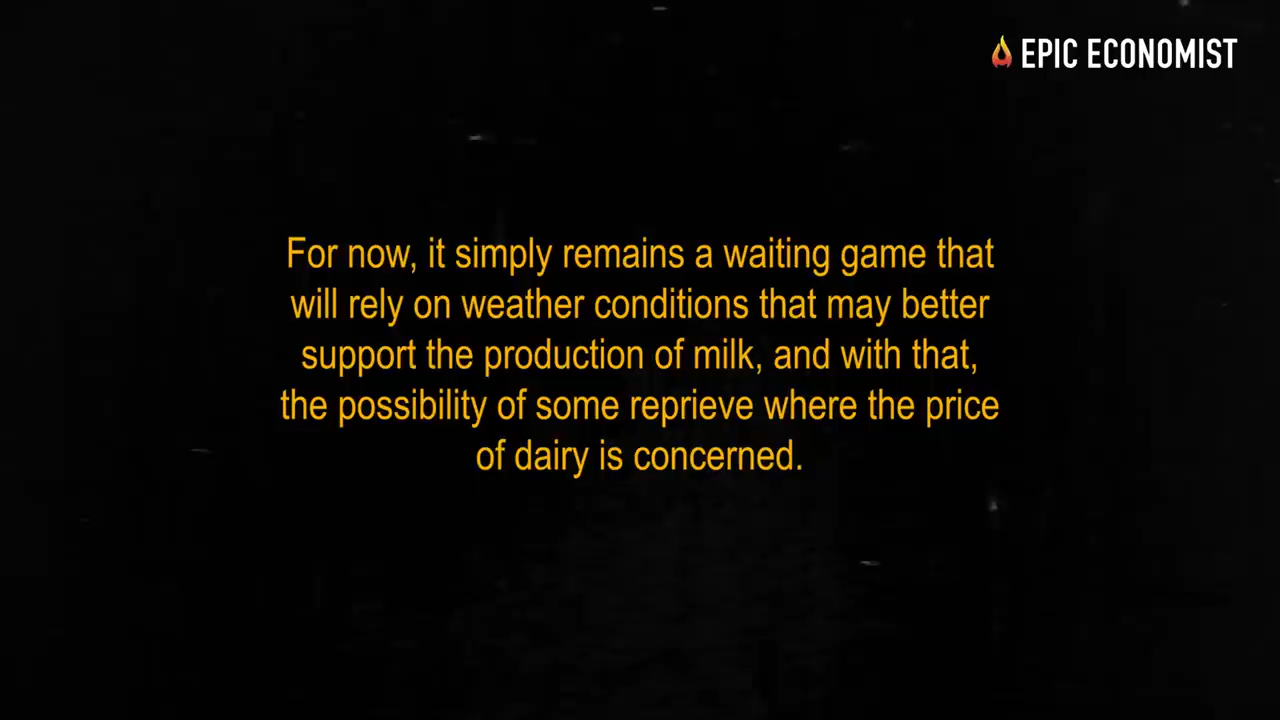 EPIC ECONOMIST
For now, it simply remains a waiting game that
will rely on weather conditions that may better
support the production of milk, and with that,
the possibility of some reprieve where the price
of dairy is concerned.